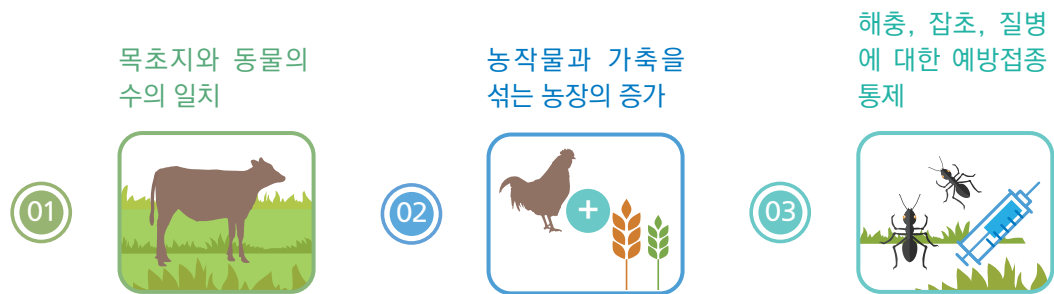 01
목초지와 동물의
수의 일치
02
농작물과 가축을
섞는 농장의 증가
+
03
해충, 잡초, 질병
에 대한 예방접종
통제